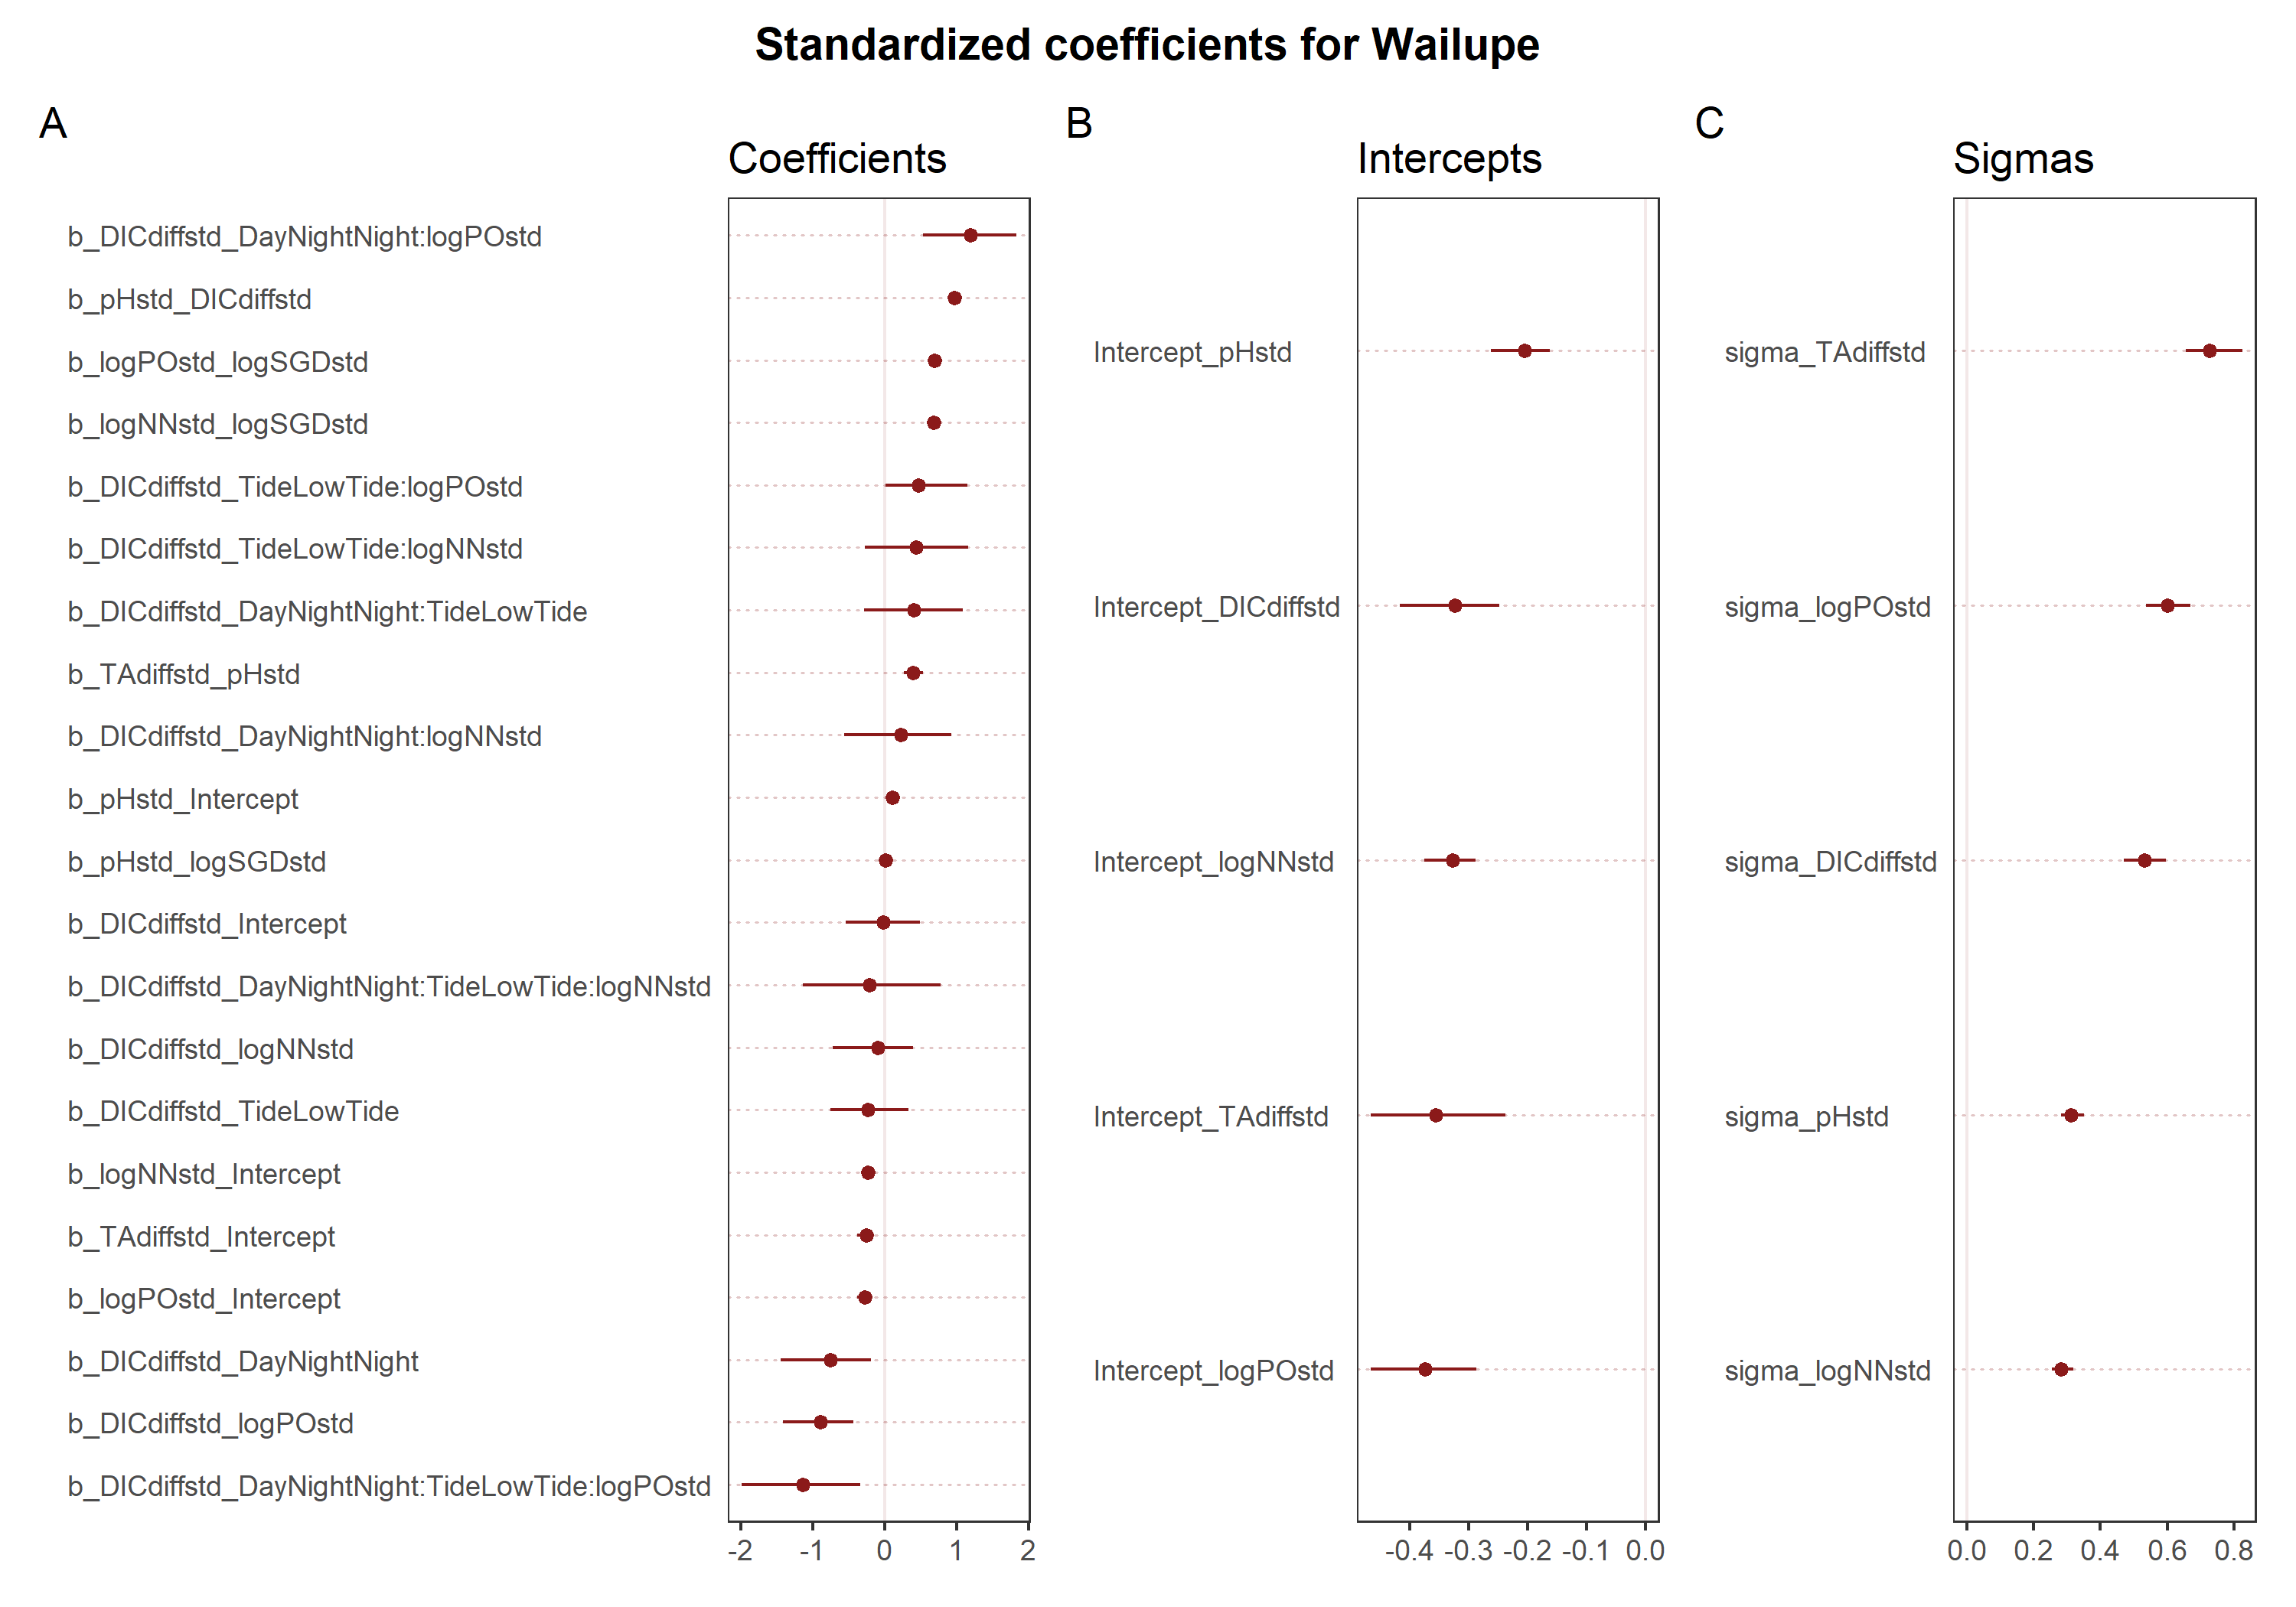 Standardized coefficients for Wailupe
A
Coefficients
b_DICdiffstd_DayNightNight:logPOstd
b_pHstd_DICdiffstd
b_logPOstd_logSGDstd
b_logNNstd_logSGDstd
b_DICdiffstd_TideLowTide:logPOstd
b_DICdiffstd_TideLowTide:logNNstd
b_DICdiffstd_DayNightNight:TideLowTide
b_TAdiffstd_pHstd
b_DICdiffstd_DayNightNight:logNNstd
b_pHstd_Intercept
b_pHstd_logSGDstd
b_DICdiffstd_Intercept
b_DICdiffstd_DayNightNight:TideLowTide:logNNstd
b_DICdiffstd_logNNstd
b_DICdiffstd_TideLowTide
b_logNNstd_Intercept
b_TAdiffstd_Intercept
b_logPOstd_Intercept
b_DICdiffstd_DayNightNight
b_DICdiffstd_logPOstd
b_DICdiffstd_DayNightNight:TideLowTide:logPOstd
-2 -1 0 1 2
B
Intercepts
Intercept_pHstd
Intercept_DICdiffstd
Intercept_logNNstd
Intercept_TAdiffstd
Intercept_logPOstd
-0.4 -0.3 -0.2 -0.1 0.0
C
Sigmas
sigma_TAdiffstd
sigma_logPOstd
sigma_DICdiffstd
sigma_pHstd
sigma_logNNstd
0.0 0.2 0.4 0.6 0.8